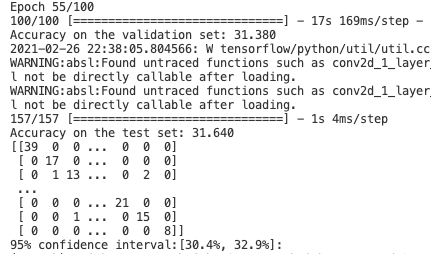 Epoch 55/100
100/100 [==============================] - 17s 169ms/step -
Accuracy on the validation set: 31.380
2021-02-26 22:38:05.804566: W tensorflow/python/util/util.cc
WARNING:absl:Found untraced functions such as conv2d_1_layer_
l not be directly callable after loading.
WARNING:absl:Found untraced functions such as conv2d_1_layer_
l not be directly callable after loading.
157/157 [==============================] - 1s 4ms/step
Accuracy on the test set: 31.640
[[39  0  0 ...  0  0  0]
 [ 0 17  0 ...  0  0  0]
 [ 0  1 13 ...  0  2  0]
 ...
 [ 0  0  0 ... 21  0  0]
 [ 0  0  1 ...  0 15  0]
 [ 0  0  0 ...  0  0  8]]
95% confidence interval:[30.4%, 32.9%]: